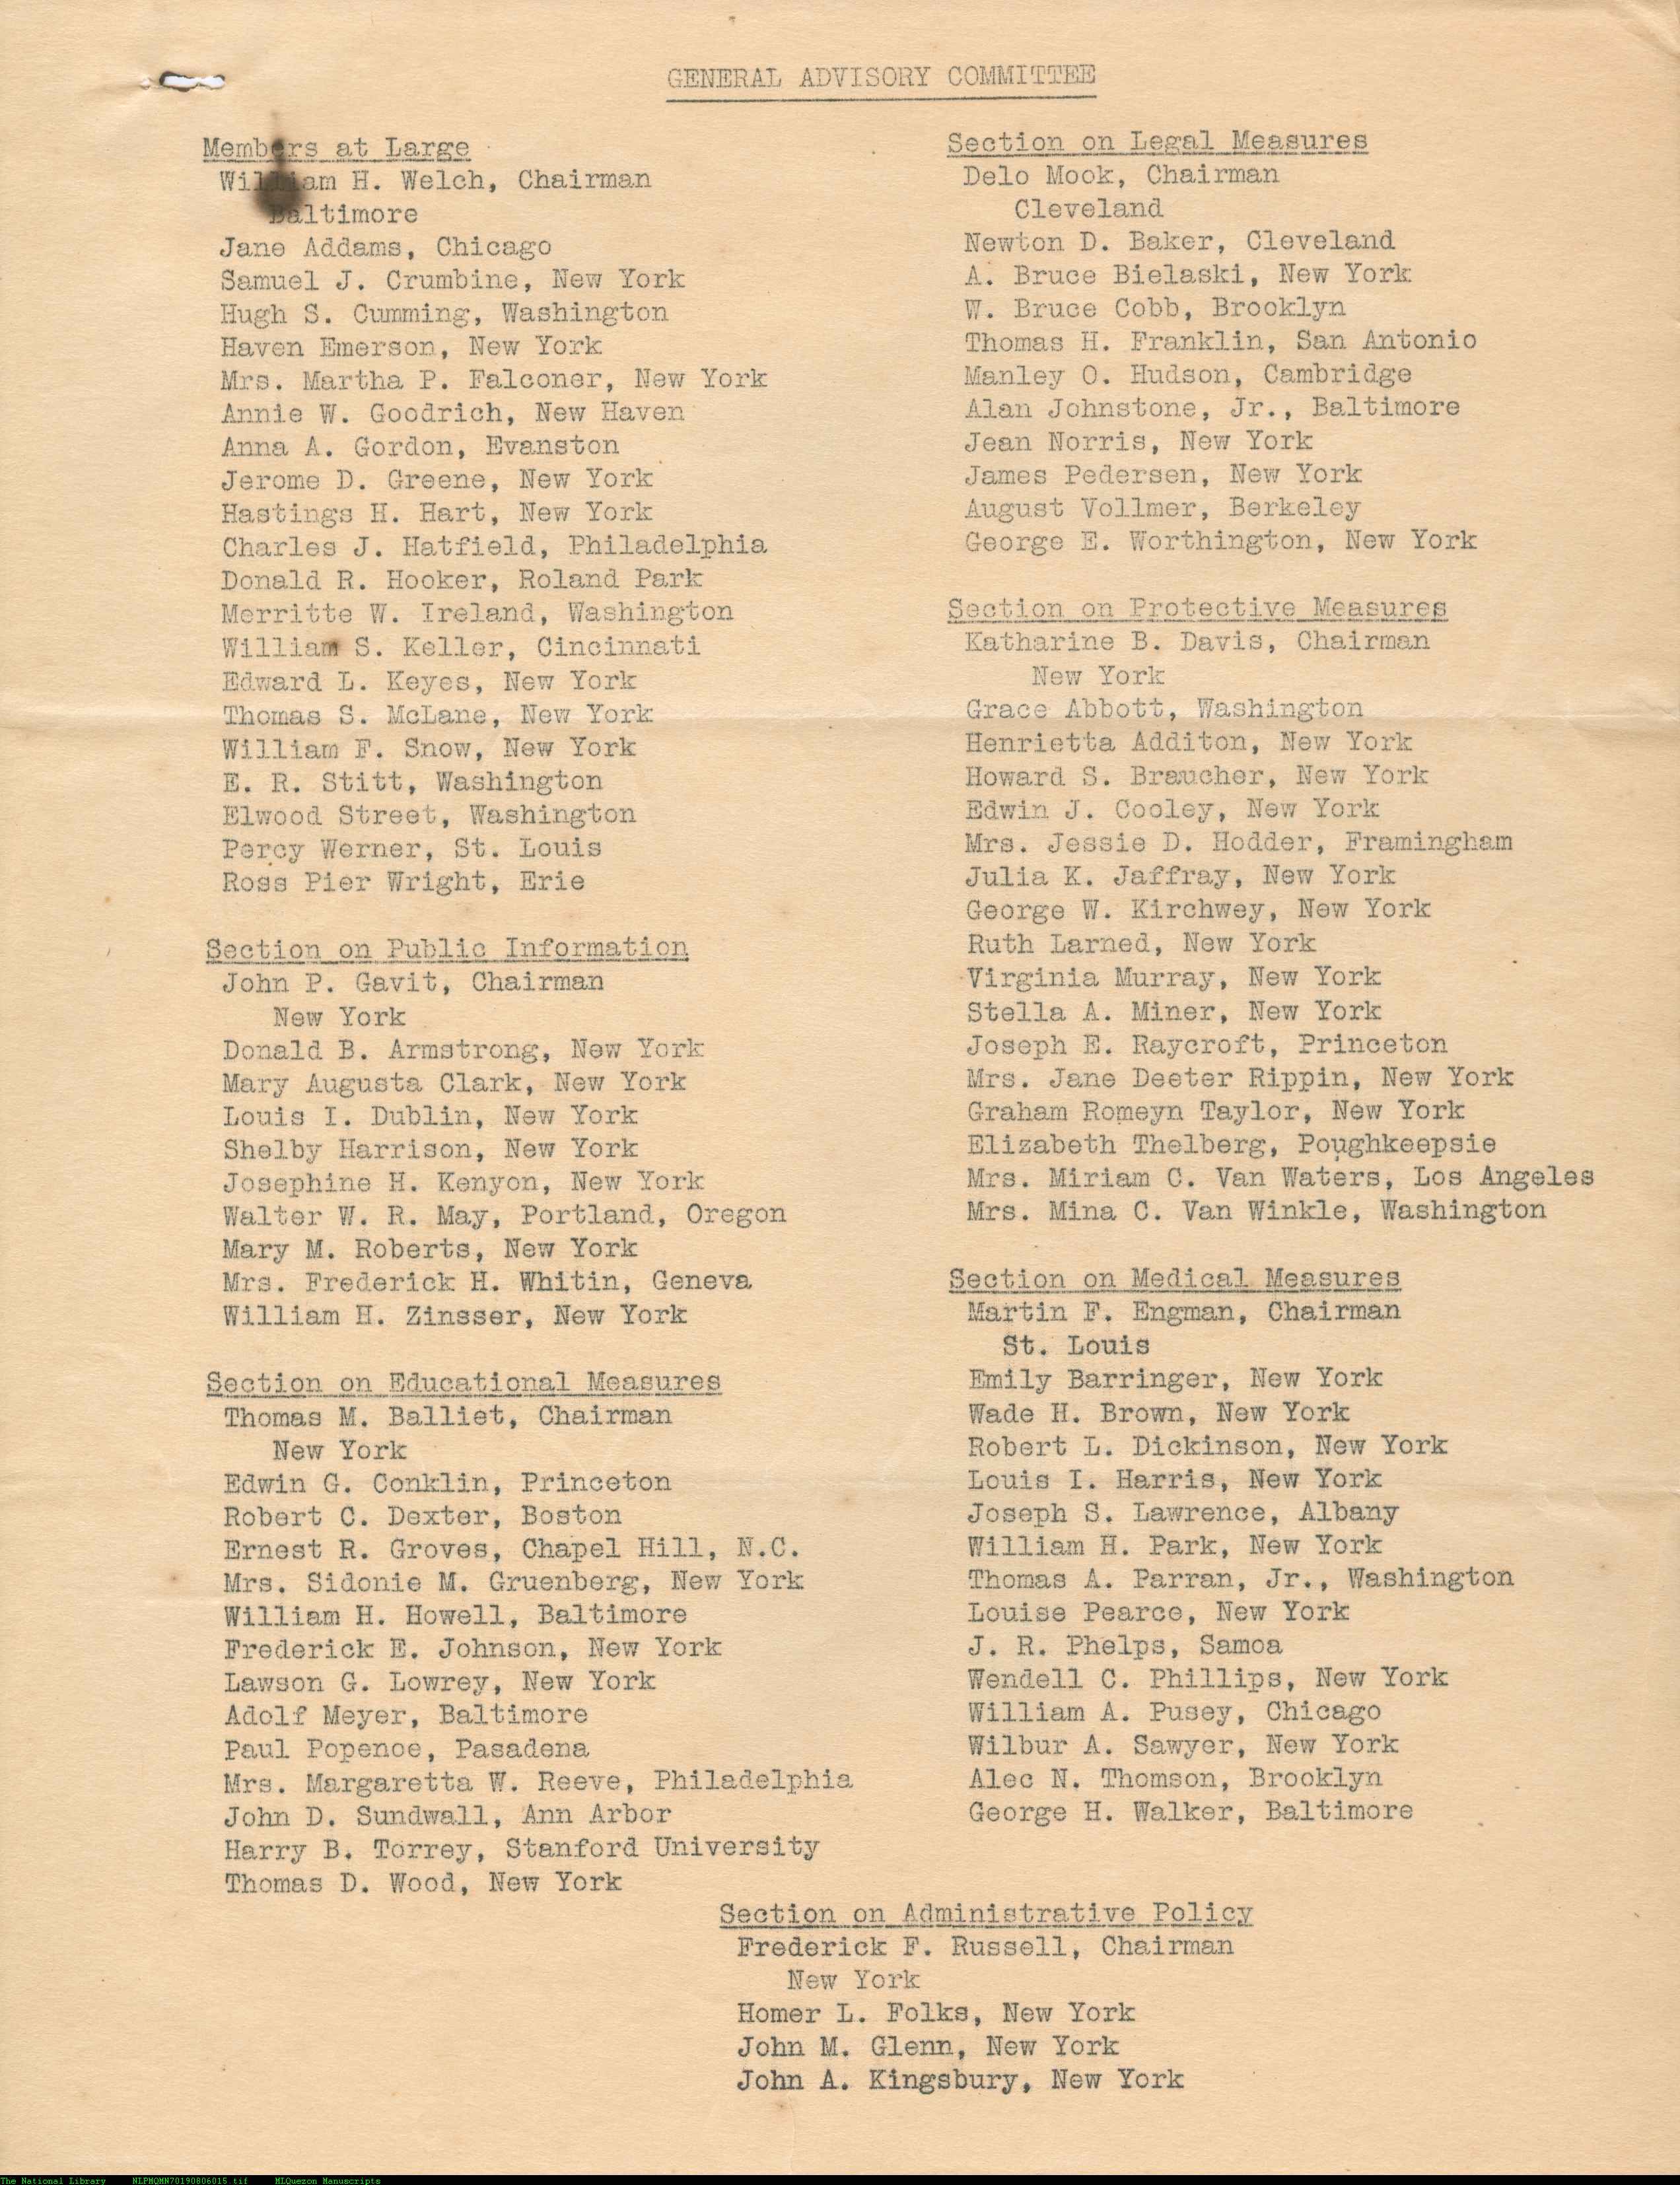 GENERAL ADVISORY COMMITTEE
Members at Large
William H. Welch, Chairman
Baltimore
Jane Addams, Chicago
Samuel J. Crumbine, New York
Hugh S. Cumming, Washington
Haven Emerson, New York
Mrs. Martha P. Falconer, New York
Annie W. Goodrich, New Haven
Anna A. Gordon, Evanston
Jerome D. Greene, New York
Hastings H. Hart, New York
Charles J. Hatfield, Philadelphia
Donald R. Hooker, Roland Park
Merritte W. Ireland, Washington
William S. Keller, Cincinnati
Edward L. Keyes, New York
Thomas S. McLane, New York
William F. Snow, New York
E. R. Stitt, Washington
Elwood Street, Washington
Percy Werner, St. Louis
Ross Pier Wright, Erie
Section on Public Information
John P. Gavit, Chairman
New York
Donald B. Armstrong, New York
Mary Augusta Clark, New York
Louis I. Dublin, New York
Shelby Harrison, New York
Josephine H. Kenyon, New York
Walter W. R. May, Portland, Oregon
Mary M. Roberts, New York
Mrs. Frederick H. Whitin, Geneva
William H. Zinsser, New York
Section on Educational Measures
Thomas M. Balliet, Chairman
New York
Edwin G. Conklin, Princeton
Robert C. Dexter, Boston
Ernest R. Groves, Chapel Hill, N.C.
Mrs. Sidonie M. Gruenberg, New York
William H. Howell, Baltimore
Frederick E. Johnson, New York
Lawson G. Lowrey, New York
Adolf Meyer, Baltimore
Paul Popenoe, Pasadena
Mrs. Margaretta W. Reeve, Philadelphia
John D. Sundwall, Ann Arbor
Harry B. Torrey, Stanford University
Thomas D. Wood, New York
Section on Legal Measures
Delo Mook, Chairman
Cleveland
Newton D. Baker, Cleveland
A. Bruce Bielaski, New York
W. Bruce Cobb, Brooklyn
Thomas H. Franklin, San Antonio
Manley O. Hudson, Cambridge
Alan Johnstone, Jr., Baltimore
Jean Norris, New York
James Pedersen, New York
August Vollmer, Berkeley
George E. Worthington, New York
Section on Protective Measures
Katharine B. Davis, Chairman
New York
Grace Abbott, Washington
Henrietta Additon, New York
Howard S. Braucher, New York
Edwin J. Cooley, New York
Mrs. Jessie D. Hodder, Framingham
Julia K. Jaffray, New York
George W. Kirchwey, New York
Ruth Larned, New York
Virginia Murray, New York
Stella A. Miner, New York
Joseph E. Raycroft, Princeton
Mrs. Jane Deeter Rippin, New York
Graham Romeyn Taylor, New York
Elizabeth Thelberg, Poughkeepsie
Mrs. Miriam C. Van Waters, Los Angeles
Mrs. Mina C. Van Winkle, Washington
Section on Medical Measures
Martin F. Engman, Chairman
St. Louis
Emily Barringer, New York
Wade H. Brown, New York
Robert L. Dickinson, New York
Louis I. Harris, New York
Joseph S. Lawrence, Albany
William H. Park, New York
Thomas A. Parran, Jr., Washington
Louise Pearce, New York
J. R. Phelps, Samoa
Wendell C. Phillips, New York
William A. Pusey, Chicago
Wilbur A. Sawyer, New York
Alec N. Thomson, Brooklyn
George H. Walker, Baltimore
Section on Administrative Policy
Frederick F. Russell, Chairman
New York
Homer L. Folks, New York
John M. Glenn, New York
John A. Kingsbury, New York
The National Library NLPMQMN70190806015.tif MLQuezon Manuscripts